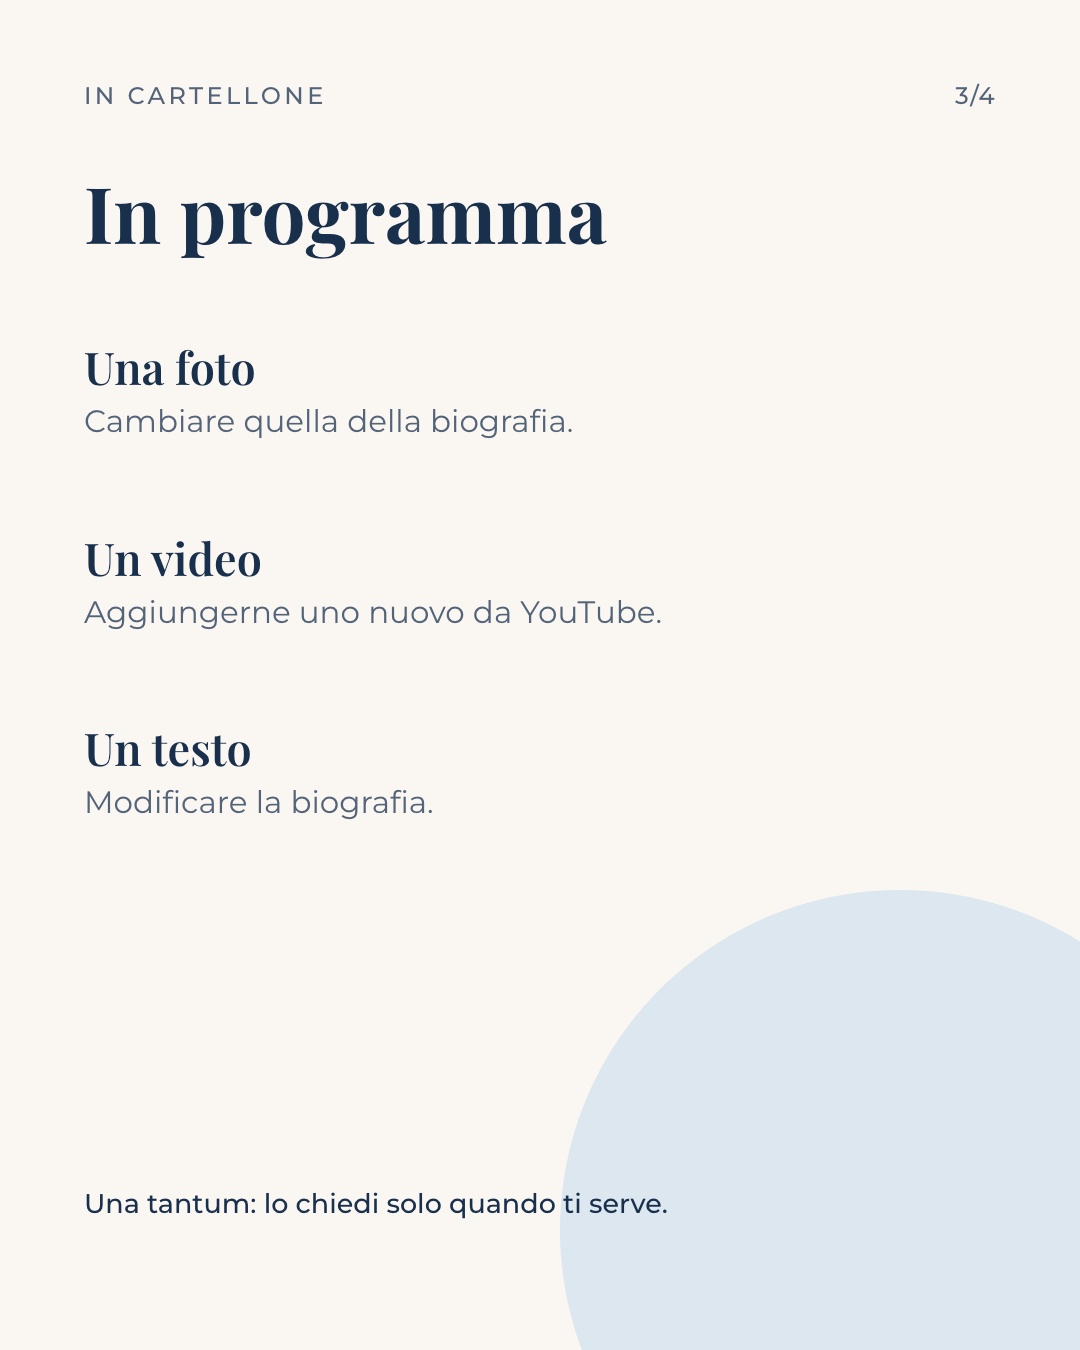 IN CARTELLONE
3/4
In programma
Una foto
Cambiare quella della biografia.
Un video
Aggiungerne uno nuovo da YouTube.
Un testo
Modificare la biografia.
Una tantum: lo chiedi solo quando ti serve.